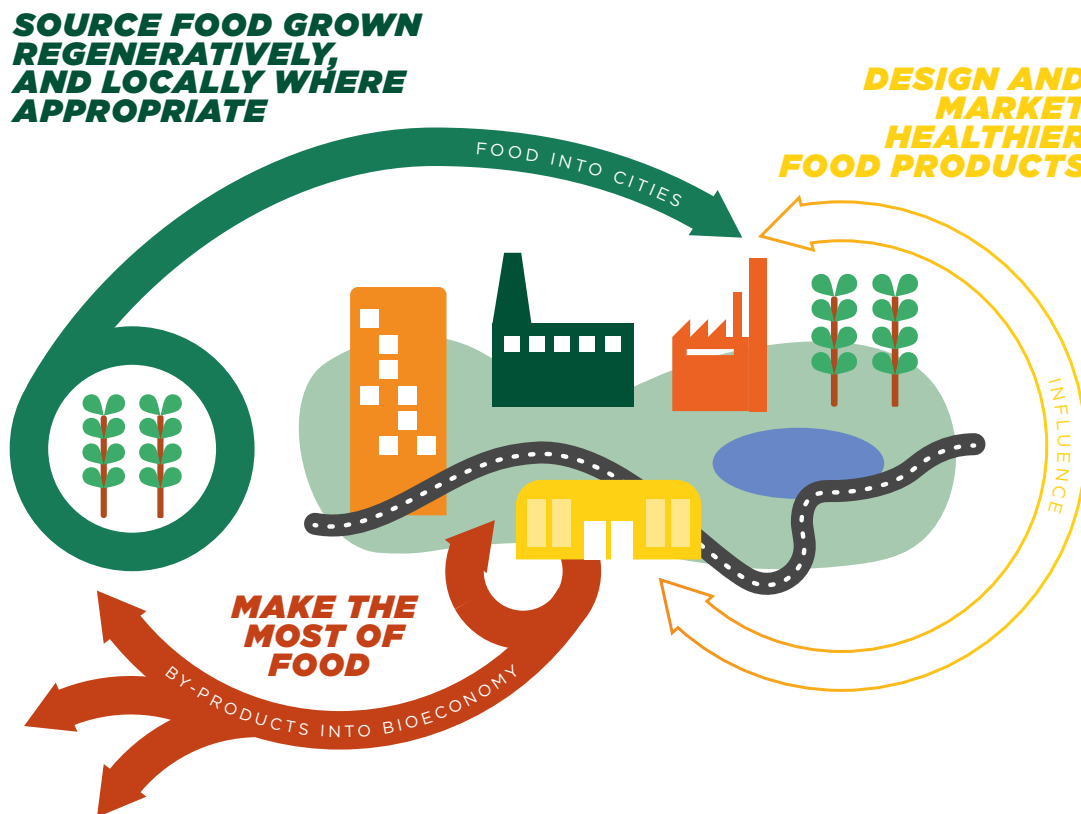 SOURCE FOOD GROWN
REGENERATIVELY,
AND LOCALLY WHERE
APPROPRIATE
DESIGN AND
MARKET
HEALTHIER
FOOD PRODUCTS
FOOD INTO CITIES
INFLUENCE
MAKE THE
MOST OF
FOOD
BY-PRODUCTS INTO BIOECONOMY